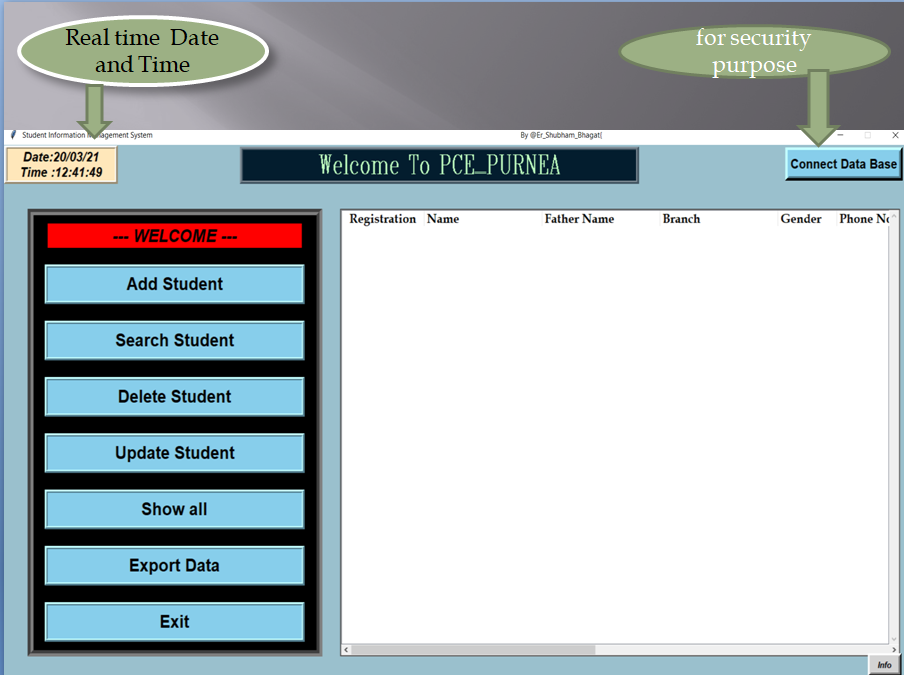 Real time Date
and Time
for security
purpose
Student Information Management System
By @Er_Shubham_Bhagat(
Date:20/03/21
Time :12:41:49
Welcome To PCE_PURNEA
Connect Data Base
--- WELCOME ---
Add Student
Search Student
Delete Student
Update Student
Show all
Export Data
Exit
Registration Name Father Name Branch Gender Phone No
Info